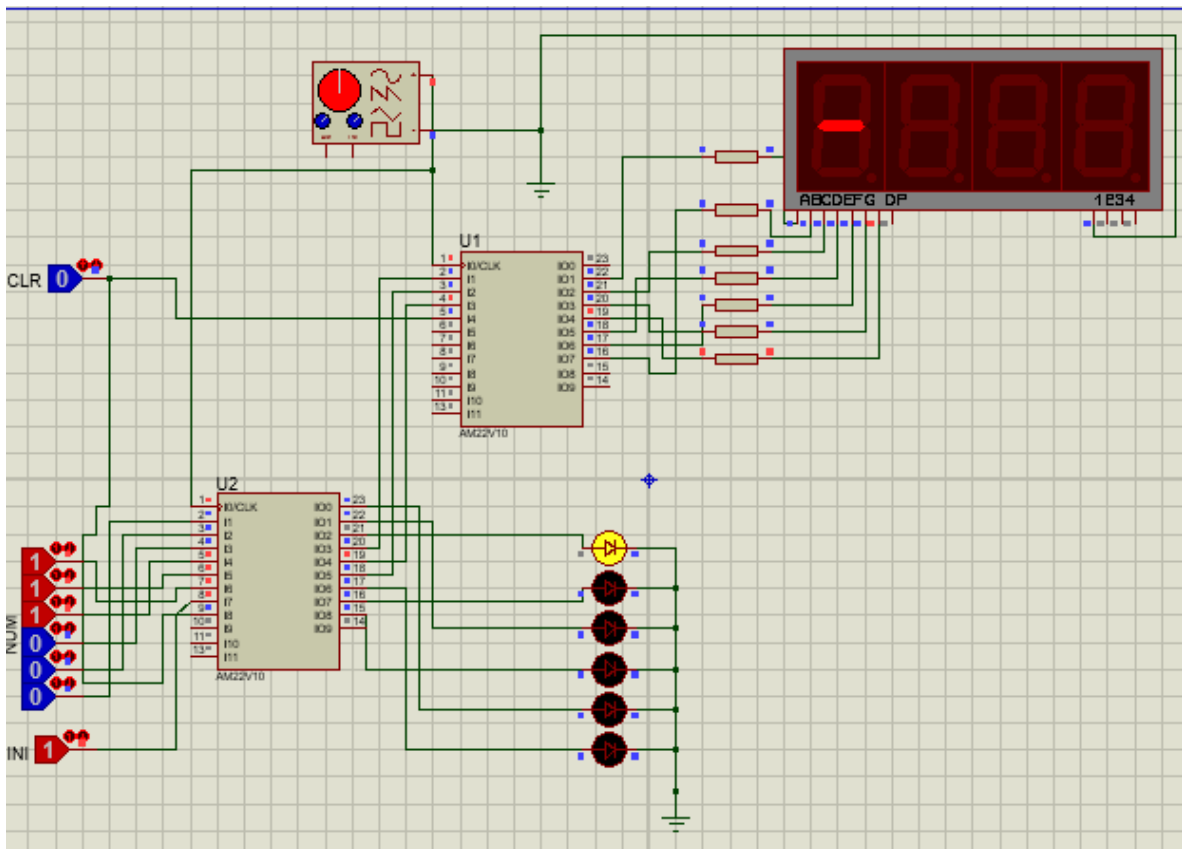 ABCDEFG DP
1234
U1
CLR
0
1
2
3
4
5
6
7
8
9
10
11
13
I0/CLK
I1
I2
I3
I4
I5
I6
I7
I8
I9
I10
I11
IO0
IO1
IO2
IO3
IO4
IO5
IO6
IO7
IO8
IO9
23
22
21
20
19
18
17
16
15
14
AM22V10
U2
1
2
3
4
5
6
7
8
9
10
11
13
I0/CLK
I1
I2
I3
I4
I5
I6
I7
I8
I9
I10
I11
IO0
IO1
IO2
IO3
IO4
IO5
IO6
IO7
IO8
IO9
23
22
21
20
19
18
17
16
15
14
AM22V10
NUM
1
1
1
0
0
0
INI
1